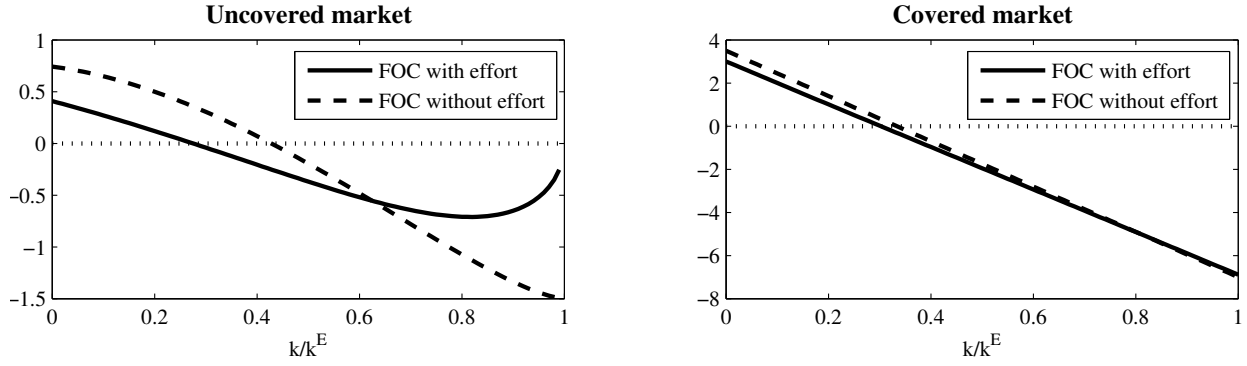 Uncovered market
1
0.5
0
−0.5
−1
−1.5
0 0.2 0.4 0.6 0.8 1
k/k^E
FOC with effort
FOC without effort
Covered market
4
2
0
−2
−4
−6
−8
0 0.2 0.4 0.6 0.8 1
k/k^E
FOC with effort
FOC without effort